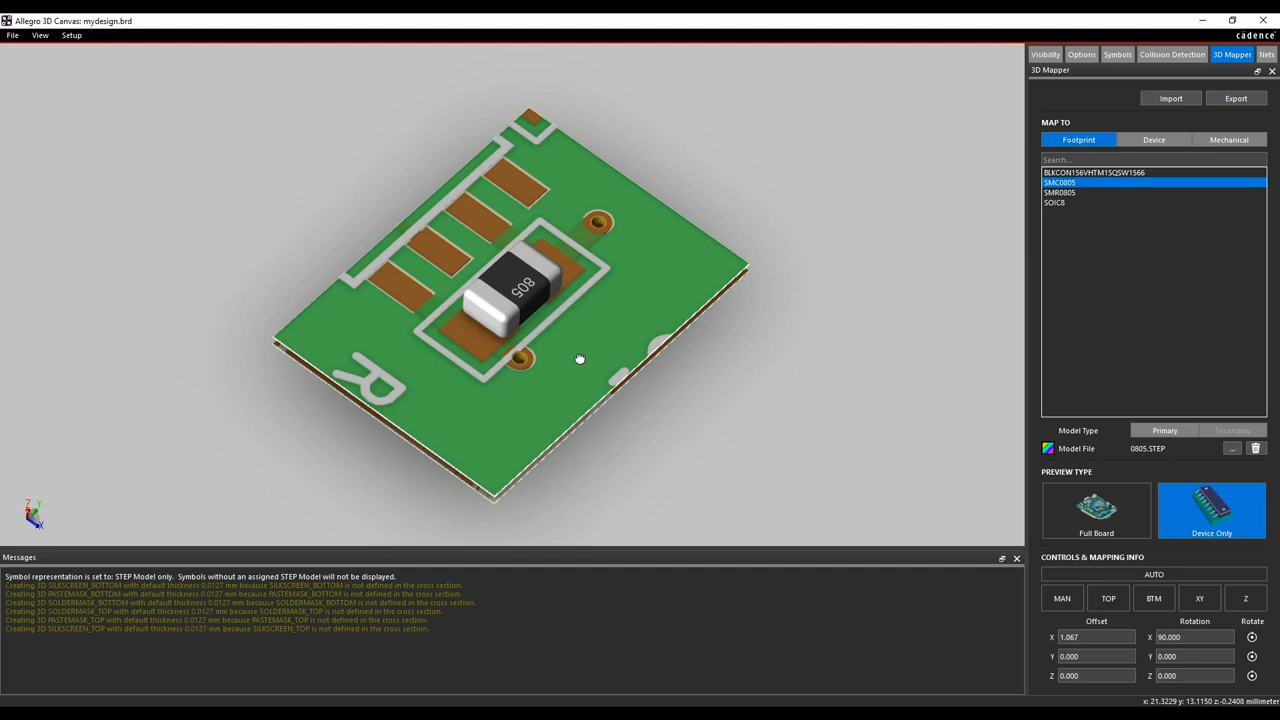 Allegro 3D Canvas: mydesign.brd
File View Setup
cādence
Visibility Options Symbols Collision Detection 3D Mapper Nets
3D Mapper
Import Export
MAP TO
Footprint Device Mechanical
Search...
BLKCON156VHTM1SQSW1566
SMC0805
SMR0805
SOIC8
805
R
Model Type Primary Secondary
Model File 0805.STEP ...
PREVIEW TYPE
Full Board Device Only
CONTROLS & MAPPING INFO
AUTO
MAN TOP BTM XY Z
Offset Rotation Rotate
X 1.067 X 90.000
Y 0.000 Y 0.000
Z 0.000 Z 0.000
Z Y X
Messages
Symbol representation is set to: STEP Model only. Symbols without an assigned STEP Model will not be displayed.
Creating 3D SILKSCREEN_BOTTOM with default thickness 0.0127 mm because SILKSCREEN_BOTTOM is not defined in the cross section.
Creating 3D PASTEMASK_BOTTOM with default thickness 0.0127 mm because PASTEMASK_BOTTOM is not defined in the cross section.
Creating 3D SOLDERMASK_BOTTOM with default thickness 0.0127 mm because SOLDERMASK_BOTTOM is not defined in the cross section.
Creating 3D SOLDERMASK_TOP with default thickness 0.0127 mm because SOLDERMASK_TOP is not defined in the cross section.
Creating 3D PASTEMASK_TOP with default thickness 0.0127 mm because PASTEMASK_TOP is not defined in the cross section.
Creating 3D SILKSCREEN_TOP with default thickness 0.0127 mm because SILKSCREEN_TOP is not defined in the cross section.
x: 21.3229 y: 13.1150 z:-0.2408 millimeter